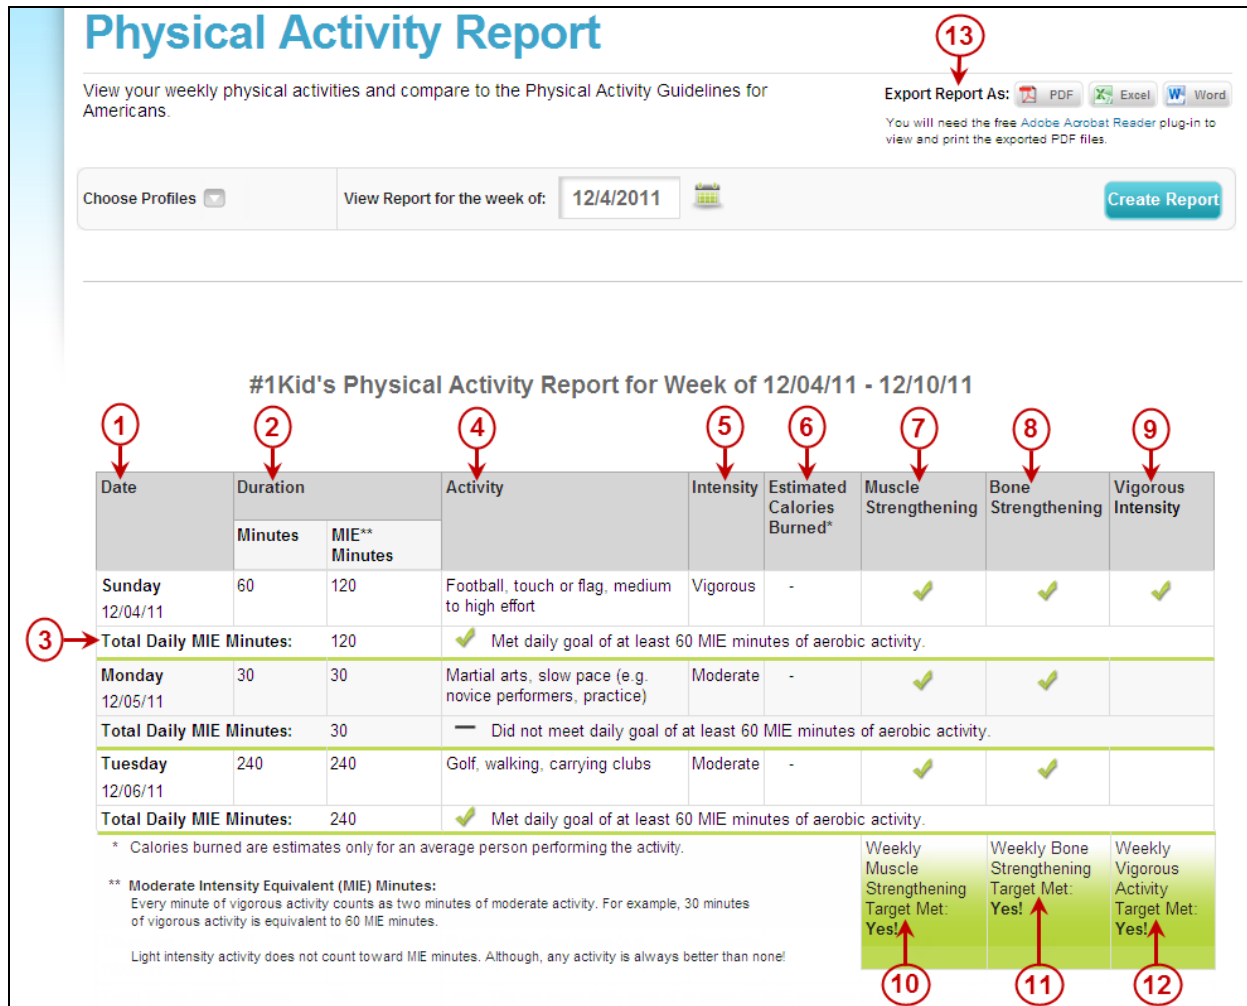 Physical Activity Report
13
View your weekly physical activities and compare to the Physical Activity Guidelines for
Americans.
Export Report As: PDF Excel Word
You will need the free Adobe Acrobat Reader plug-in to
view and print the exported PDF files.
Choose Profiles
View Report for the week of: 12/4/2011
Create Report
#1Kid's Physical Activity Report for Week of 12/04/11 - 12/10/11
1 2 4 5 6 7 8 9
Date Duration Activity Intensity Estimated Calories Burned* Muscle Strengthening Bone Strengthening Vigorous Intensity
Minutes MIE** Minutes
Sunday 60 120 Football, touch or flag, medium Vigorous -
12/04/11 to high effort
3 Total Daily MIE Minutes: 120 Met daily goal of at least 60 MIE minutes of aerobic activity.
Monday 30 30 Martial arts, slow pace (e.g. Moderate -
12/05/11 novice performers, practice)
Total Daily MIE Minutes: 30 Did not meet daily goal of at least 60 MIE minutes of aerobic activity.
Tuesday 240 240 Golf, walking, carrying clubs Moderate -
12/06/11
Total Daily MIE Minutes: 240 Met daily goal of at least 60 MIE minutes of aerobic activity.
* Calories burned are estimates only for an average person performing the activity.
** Moderate Intensity Equivalent (MIE) Minutes:
Every minute of vigorous activity counts as two minutes of moderate activity. For example, 30 minutes
of vigorous activity is equivalent to 60 MIE minutes.
Light intensity activity does not count toward MIE minutes. Although, any activity is always better than none!
Weekly
Muscle
Strengthening
Target Met:
Yes!
Weekly Bone
Strengthening
Target Met:
Yes!
Weekly
Vigorous
Activity
Target Met:
Yes!
10 11 12